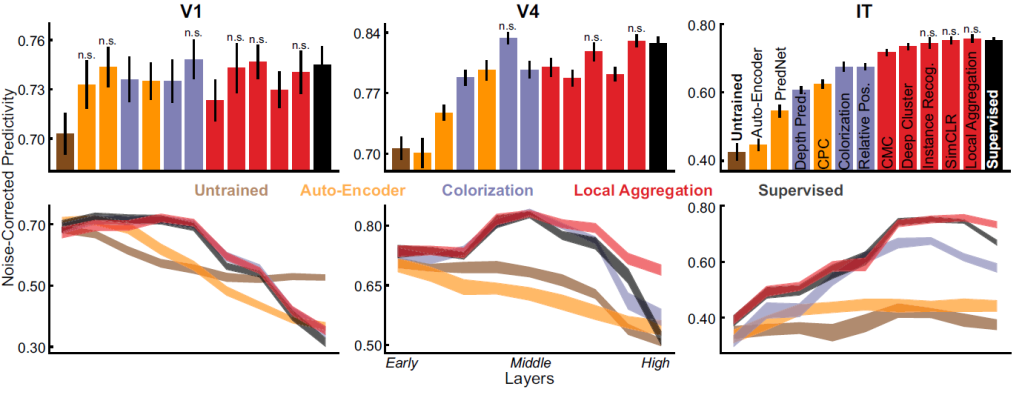 V1
V4
IT
Noise-Corrected Predictivity
0.76
0.73
0.70
n.s.
n.s.
n.s.
n.s.
n.s.
n.s.
0.84
0.77
0.70
n.s.
n.s.
n.s.
0.80
0.60
0.40
n.s.
n.s.
n.s.
Untrained
Auto-Encoder
PredNet
Depth Pred.
CPC
Colorization
Relative Pos.
CMC
Deep Cluster
Instance Recog.
SimCLR
Local Aggregation
Supervised
Untrained Auto-Encoder Colorization Local Aggregation Supervised
0.70
0.50
0.30
0.80
0.65
0.50
0.80
0.60
0.40
Early Middle High
Layers